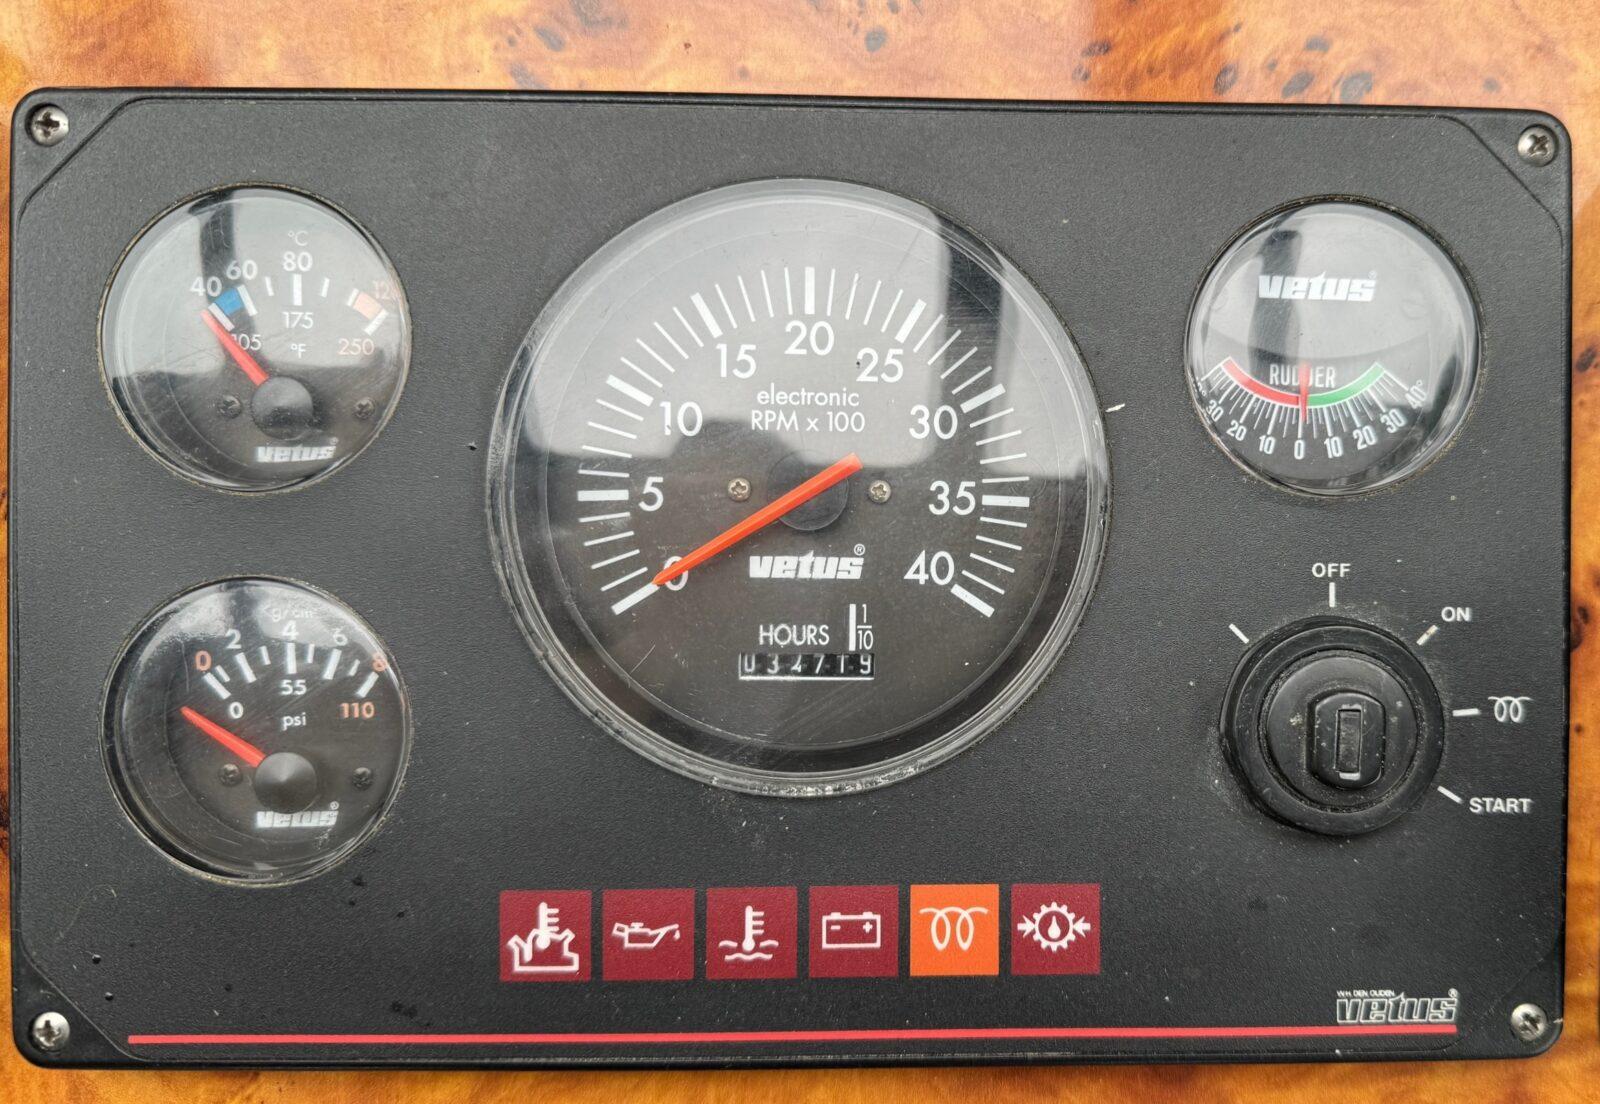 °C
40 60 80 120
105 175 250
°F
vetus®
kg/cm²
0 2 4 6 8
0 55 110
psi
vetus®
0 5 10 15 20 25 30 35 40
electronic
RPM x 100
vetus®
HOURS 1/10
034719
vetus®
RUDDER
30 20 10 0 10 20 30 40°
OFF
ON
START
W.H. DEN OUDEN
vetus®